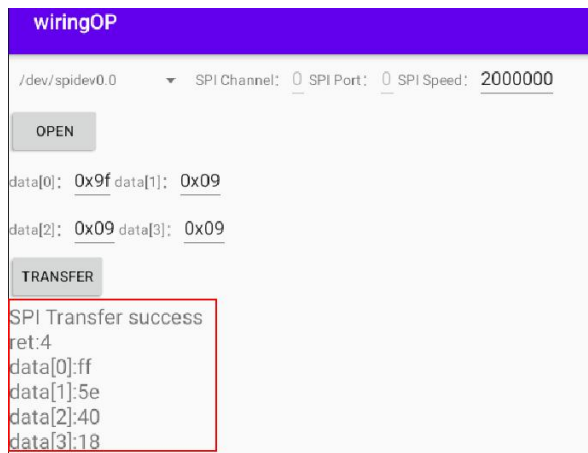 wiringOP
/dev/spidev0.0 SPI Channel: 0 SPI Port: 0 SPI Speed: 2000000
OPEN
data[0]: 0x9f data[1]: 0x09
data[2]: 0x09 data[3]: 0x09
TRANSFER
SPI Transfer success
ret:4
data[0]:ff
data[1]:5e
data[2]:40
data[3]:18